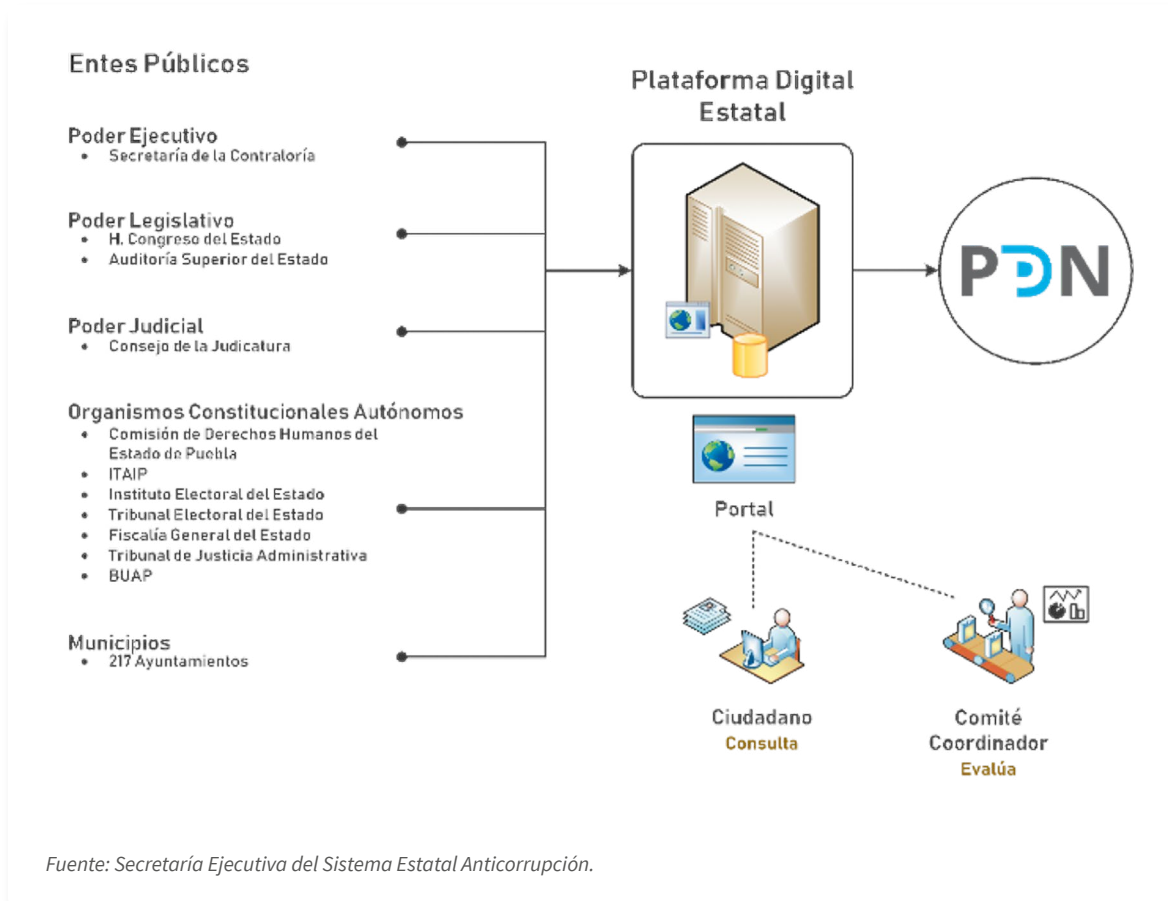 Entes Públicos
Poder Ejecutivo
• Secretaría de la Contraloría
Poder Legislativo
• H. Congreso del Estado
• Auditoría Superior del Estado
Poder Judicial
• Consejo de la Judicatura
Organismos Constitucionales Autónomos
• Comisión de Derechos Humanos del
Estado de Puebla
• ITAIP
• Instituto Electoral del Estado
• Tribunal Electoral del Estado
• Fiscalía General del Estado
• Tribunal de Justicia Administrativa
• BUAP
Municipios
• 217 Ayuntamientos
Plataforma Digital
Estatal
PDN
Portal
Ciudadano
Consulta
Comité
Coordinador
Evalúa
Fuente: Secretaría Ejecutiva del Sistema Estatal Anticorrupción.